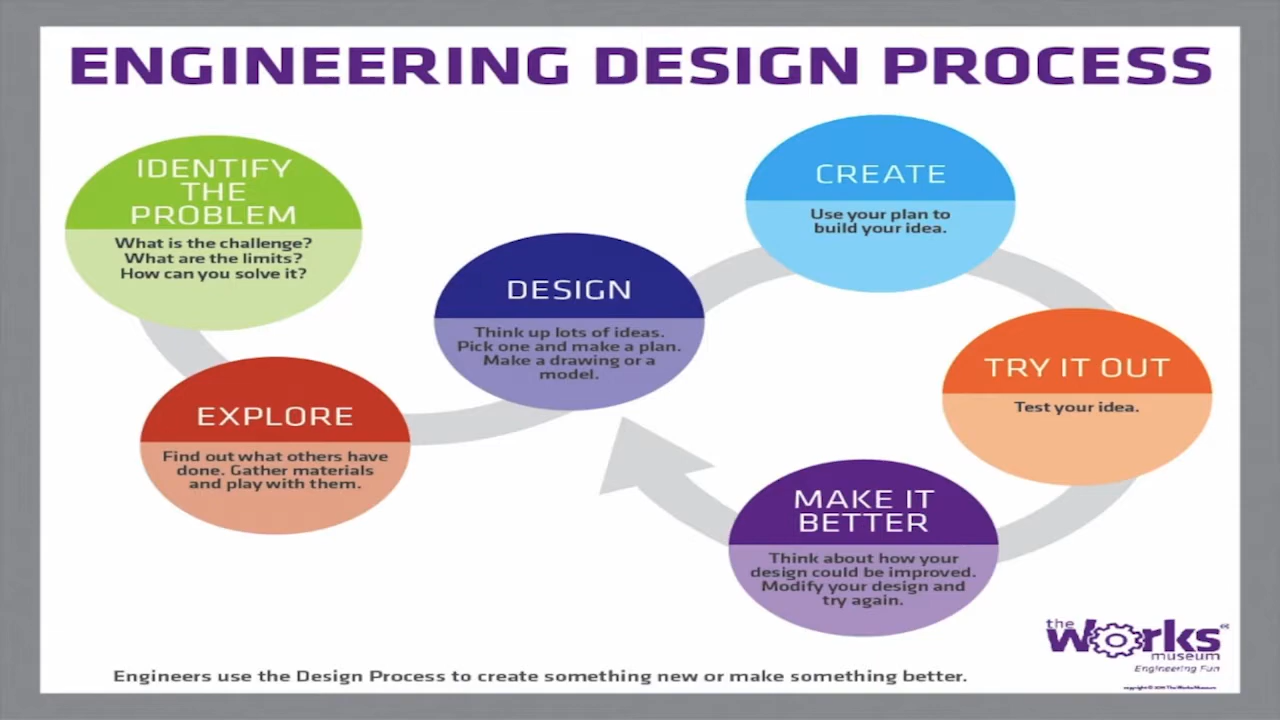 ENGINEERING DESIGN PROCESS
IDENTIFY
THE
PROBLEM
What is the challenge?
What are the limits?
How can you solve it?
EXPLORE
Find out what others have
done. Gather materials
and play with them.
DESIGN
Think up lots of ideas.
Pick one and make a plan.
Make a drawing or a
model.
CREATE
Use your plan to
build your idea.
TRY IT OUT
Test your idea.
MAKE IT
BETTER
Think about how your
design could be improved.
Modify your design and
try again.
the
Works®
museum
Engineering Fun
Engineers use the Design Process to create something new or make something better.